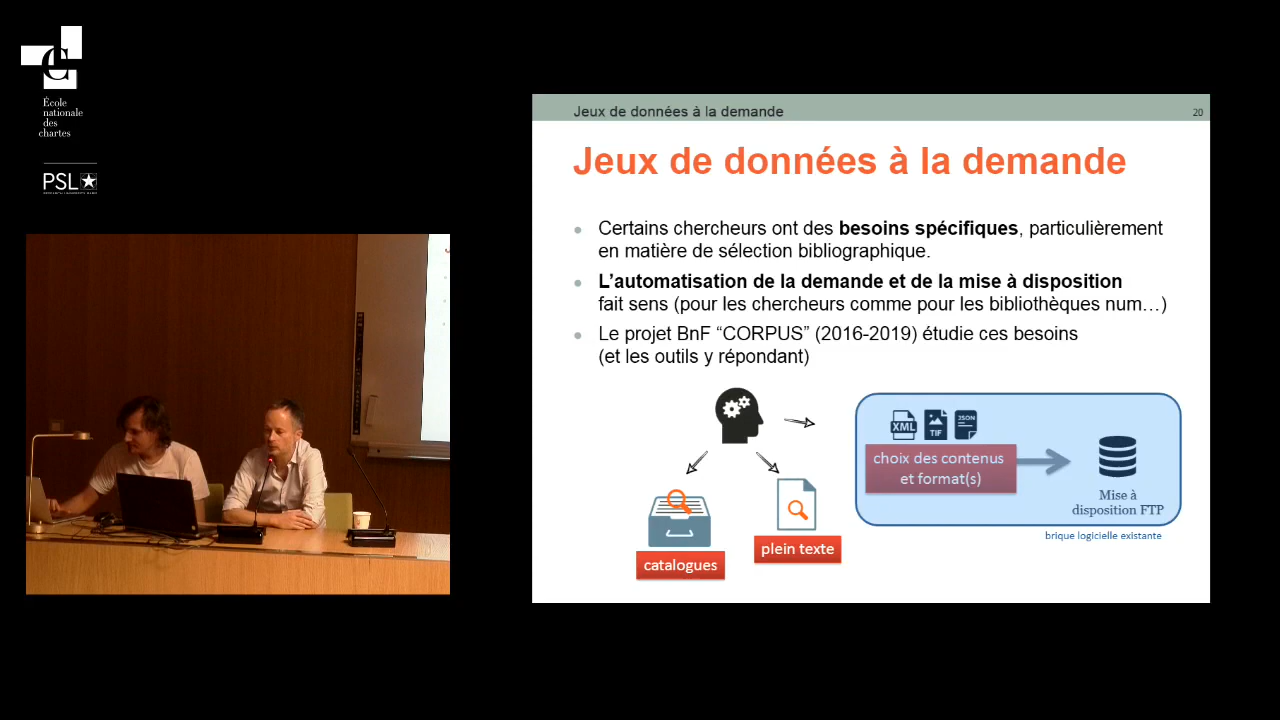 École
nationale
des
chartes
PSL
Jeux de données à la demande
20
Jeux de données à la demande
Certains chercheurs ont des besoins spécifiques, particulièrement
en matière de sélection bibliographique.
L’automatisation de la demande et de la mise à disposition
fait sens (pour les chercheurs comme pour les bibliothèques num…)
Le projet BnF “CORPUS” (2016-2019) étudie ces besoins
(et les outils y répondant)
XML
TIF
JSON
choix des contenus
et format(s)
Mise à
disposition FTP
brique logicielle existante
plein texte
catalogues